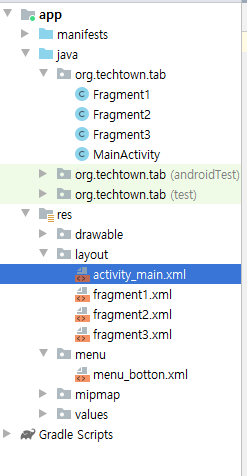 app
manifests
java
org.techtown.tab
Fragment1
Fragment2
Fragment3
MainActivity
org.techtown.tab (androidTest)
org.techtown.tab (test)
res
drawable
layout
activity_main.xml
fragment1.xml
fragment2.xml
fragment3.xml
menu
menu_botton.xml
mipmap
values
Gradle Scripts